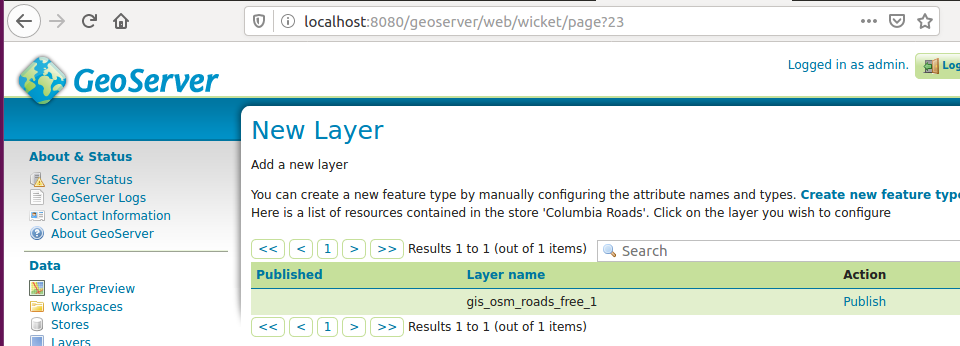 localhost:8080/geoserver/web/wicket/page?23
GeoServer
Logged in as admin.
New Layer
Add a new layer
About & Status
Server Status
GeoServer Logs
Contact Information
About GeoServer
Data
Layer Preview
Workspaces
Stores
Layers
You can create a new feature type by manually configuring the attribute names and types. Create new feature type
Here is a list of resources contained in the store 'Columbia Roads'. Click on the layer you wish to configure
<< < 1 > >> Results 1 to 1 (out of 1 items) Search
Published Layer name Action
gis_osm_roads_free_1 Publish
<< < 1 > >> Results 1 to 1 (out of 1 items)